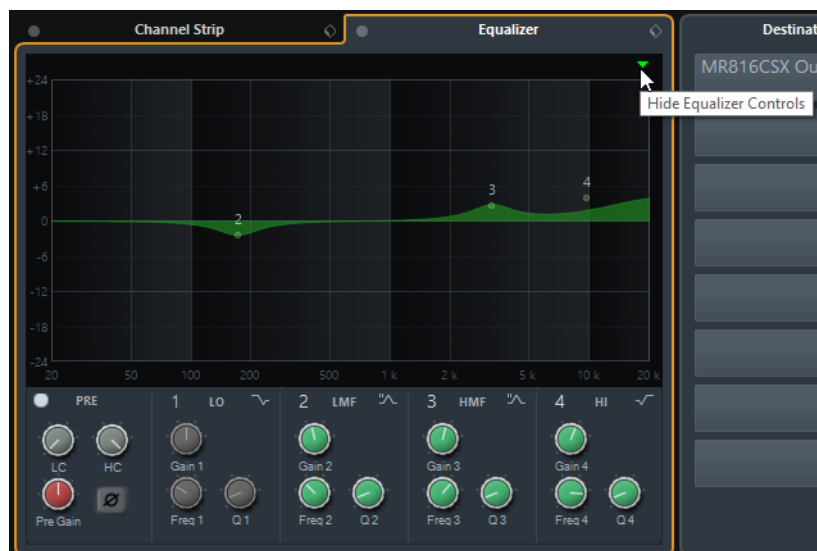 Channel Strip
Equalizer
Destinat
MR816CSX Ou
Hide Equalizer Controls
+24
+18
+12
+6
0
-6
-12
-18
-24
2
3
4
20 50 100 200 500 1 k 2 k 5 k 10 k 20 k
PRE 1 LO 2 LMF 3 HMF 4 HI
LC HC Gain 1 Gain 2 Gain 3 Gain 4
Pre Gain Freq 1 Q 1 Freq 2 Q 2 Freq 3 Q 3 Freq 4 Q 4